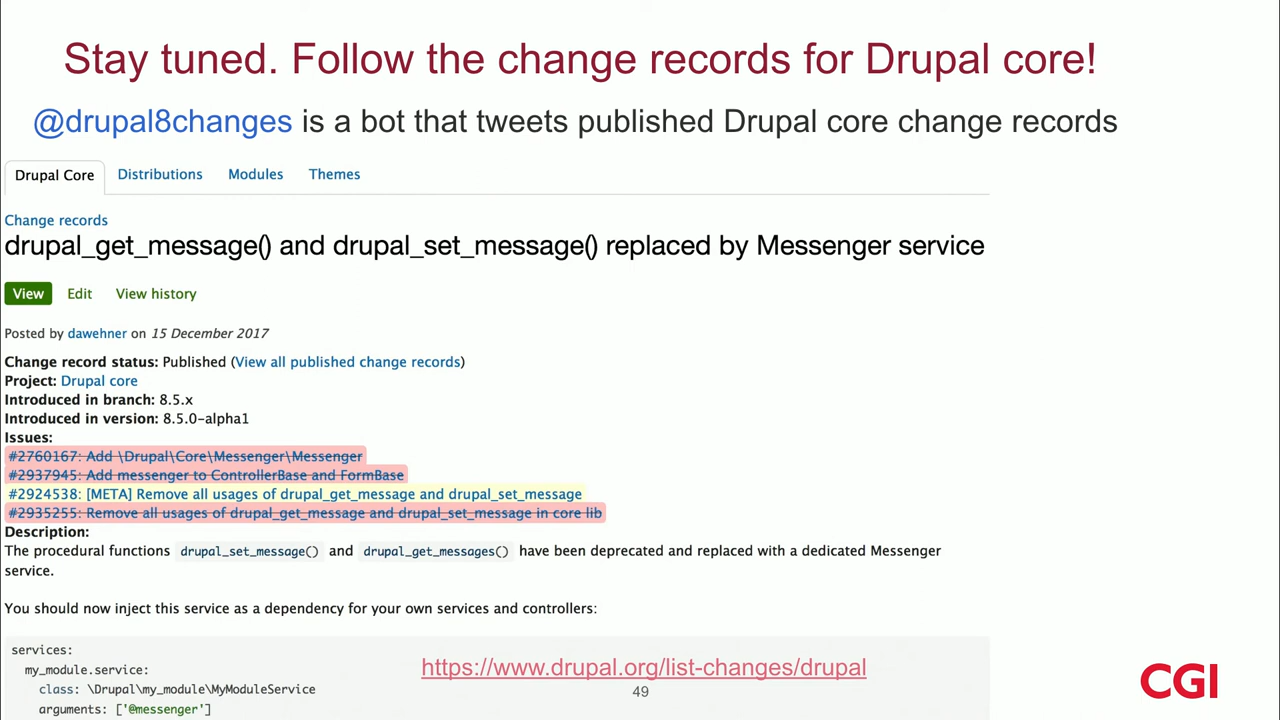 Stay tuned. Follow the change records for Drupal core!
@drupal8changes is a bot that tweets published Drupal core change records
Drupal Core Distributions Modules Themes
Change records
drupal_get_message() and drupal_set_message() replaced by Messenger service
View Edit View history
Posted by dawehner on 15 December 2017
Change record status: Published (View all published change records)
Project: Drupal core
Introduced in branch: 8.5.x
Introduced in version: 8.5.0-alpha1
Issues:
#2760167: Add \Drupal\Core\Messenger\Messenger
#2937945: Add messenger to ControllerBase and FormBase
#2924538: [META] Remove all usages of drupal_get_message and drupal_set_message
#2935255: Remove all usages of drupal_get_message and drupal_set_message in core lib
Description:
The procedural functions drupal_set_message() and drupal_get_messages() have been deprecated and replaced with a dedicated Messenger
service.
You should now inject this service as a dependency for your own services and controllers:
services:
my_module.service:
class: \Drupal\my_module\MyModuleService
arguments: ['@messenger']
https://www.drupal.org/list-changes/drupal
49
CGI